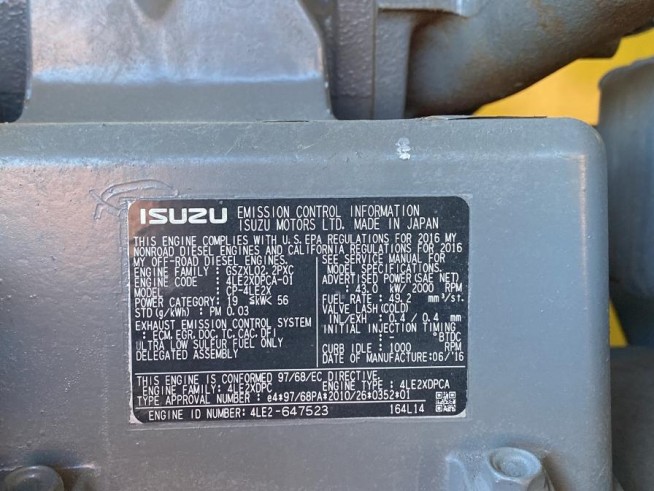 ISUZU EMISSION CONTROL INFORMATION
ISUZU MOTORS LTD. MADE IN JAPAN
THIS ENGINE COMPLIES WITH U.S. EPA REGULATIONS FOR 2016 MY
NONROAD DIESEL ENGINES AND CALIFORNIA REGULATIONS FOR 2016
MY OFF-ROAD DIESEL ENGINES.
ENGINE FAMILY : GSZXL02.2PXC
ENGINE CODE : 4LE2XDPCA-01
MODEL : CP-4LE2X
POWER CATEGORY : 19 ≤kW< 56
STD (g/kWh) : PM 0.03
EXHAUST EMISSION CONTROL SYSTEM
: ECM,EGR,DOC,TC,CAC,DFI
ULTRA LOW SULFUR FUEL ONLY
DELEGATED ASSEMBLY
SEE SERVICE MANUAL FOR
MODEL SPECIFICATIONS.
ADVERTISED POWER (SAE NET)
: 43.0 kW/ 2000 RPM
FUEL RATE : 49.2 mm³/st.
VALVE LASH (COLD)
INL/EXH : 0.4 / 0.4 mm
INITIAL INJECTION TIMING
: - °BTDC
CURB IDLE : 1000 RPM
DATE OF MANUFACTURE:06/'16
THIS ENGINE IS CONFORMED 97/68/EC DIRECTIVE.
ENGINE FAMILY : 4LE2XDPC ENGINE TYPE : 4LE2XDPCA
TYPE APPROVAL NUMBER : e4*97/68PA*2010/26*0352*01
ENGINE ID NUMBER: 4LE2-647523 164L14